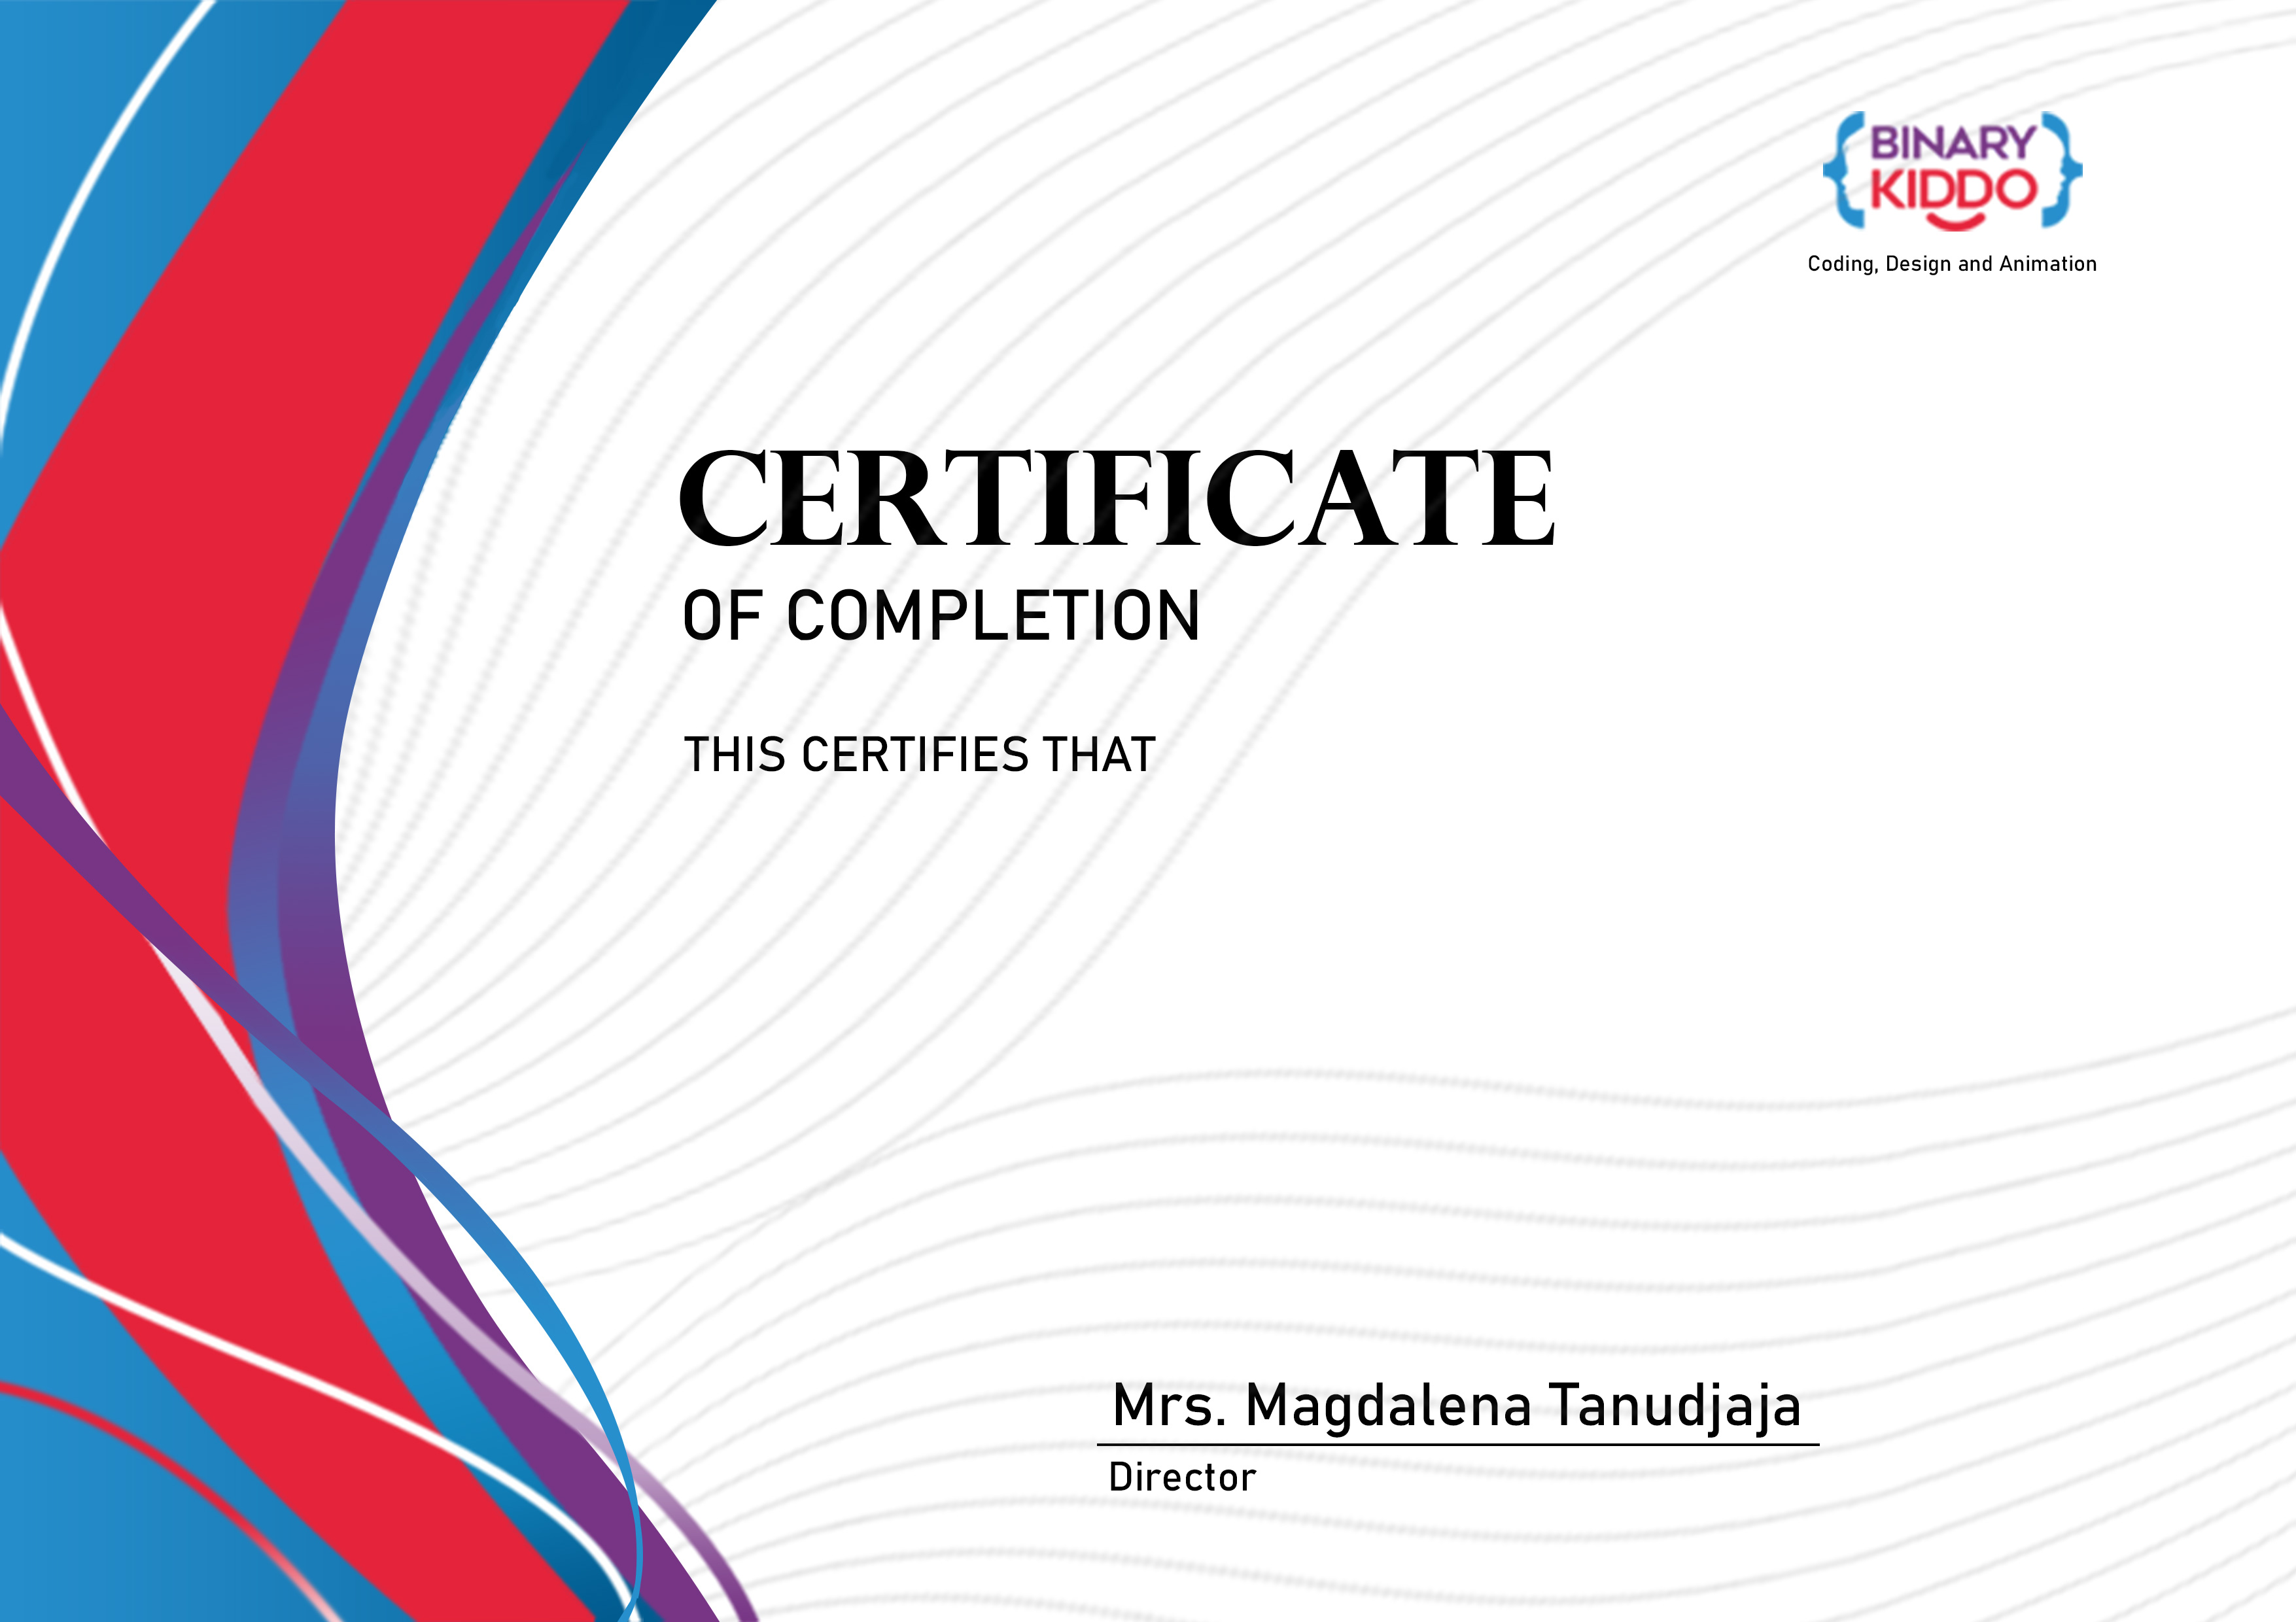 BINARY
KIDDO
Coding, Design and Animation
CERTIFICATE
OF COMPLETION
THIS CERTIFIES THAT
Mrs. Magdalena Tanudjaja
Director